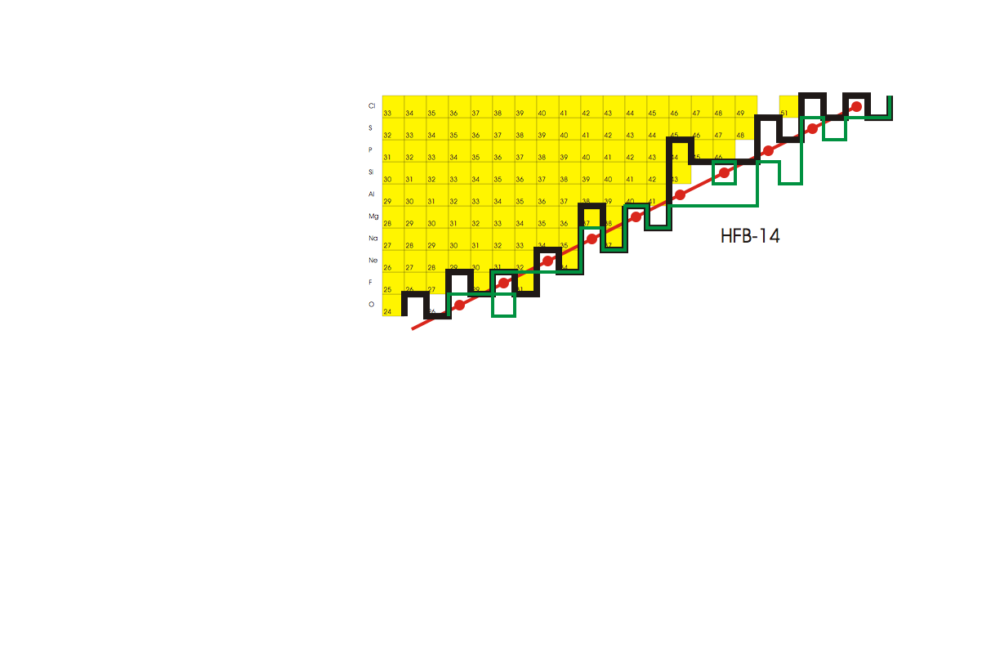 Cl 33 34 35 36 37 38 39 40 41 42 43 44 45 46 47 48 49 51
S 32 33 34 35 36 37 38 39 40 41 42 43 44 45 46 47 48
P 31 32 33 34 35 36 37 38 39 40 41 42 43 44 45 46
Si 30 31 32 33 34 35 36 37 38 39 40 41 42 43
Al 29 30 31 32 33 34 35 36 37 38 39 40 41
Mg 28 29 30 31 32 33 34 35 36 37 38
Na 27 28 29 30 31 32 33 34 35 37
HFB-14
Ne 26 27 28 29 30 31 32 34
F 25 26 27 29 31
O 24 26